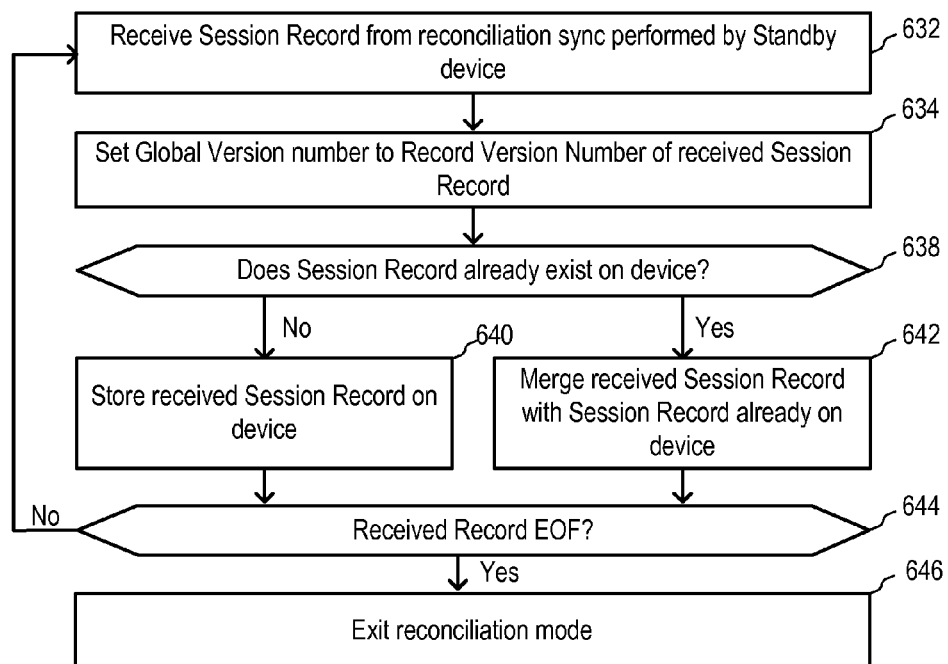 Receive Session Record from reconciliation sync performed by Standby
device
632
634
Set Global Version number to Record Version Number of received Session
Record
638
Does Session Record already exist on device?
No
Yes
640
642
Store received Session Record on
device
Merge received Session Record
with Session Record already on
device
644
No
Received Record EOF?
Yes
646
Exit reconciliation mode